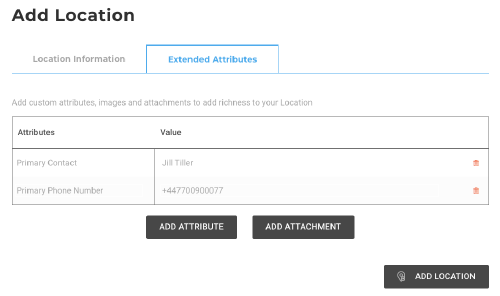 Add Location
Location Information
Extended Attributes
Add custom attributes, images and attachments to add richness to your Location
Attributes Value
Primary Contact Jill Tiller
Primary Phone Number +447700900077
ADD ATTRIBUTE ADD ATTACHMENT
ADD LOCATION